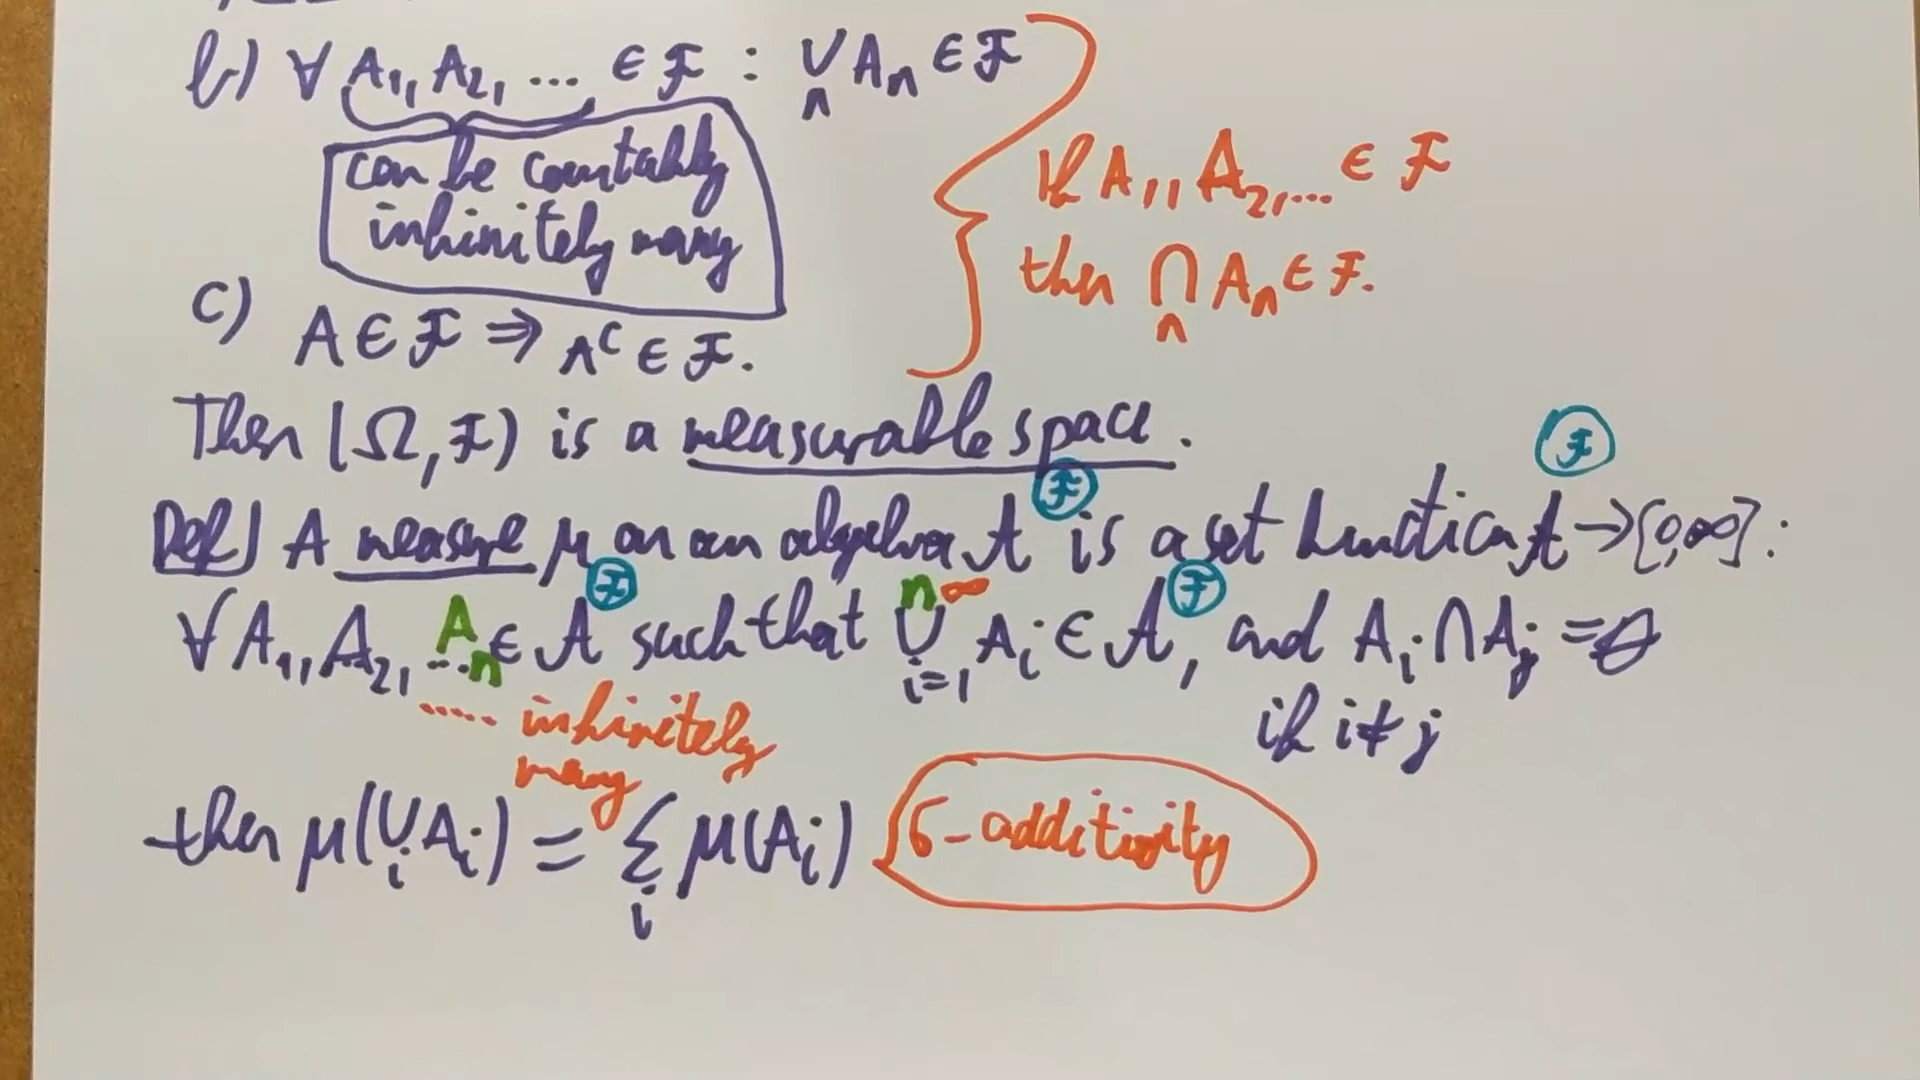 b) ∀ A₁, A₂, ... ∈ F : ∪ₙ Aₙ ∈ F
can be countably
infinitely many
If A₁, A₂, ... ∈ F
then ∩ₙ Aₙ ∈ F.
c) A ∈ F ⇒ Aᶜ ∈ F.
Then (Ω, F) is a measurable space.
F F
Def) A measure μ on an algebra A is a set function A → [0,∞]:
F n ∞ F
∀ A₁, A₂, ... Aₙ ∈ A such that ∪ᵢ₌₁ Aᵢ ∈ A, and Aᵢ ∩ Aⱼ = ∅
if i ≠ j
..... infinitely
many
then μ(∪ᵢ Aᵢ) = Σᵢ μ(Aᵢ) σ-additivity